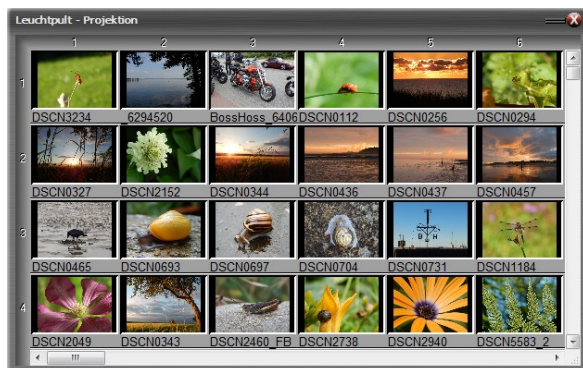 Leuchtpult - Projektion
1 2 3 4 5 6
1
DSCN3234 _6294520 BossHoss_6406 DSCN0112 DSCN0256 DSCN0294
2
DSCN0327 DSCN2152 DSCN0344 DSCN0436 DSCN0437 DSCN0457
3
B H
DSCN0465 DSCN0693 DSCN0697 DSCN0704 DSCN0731 DSCN1184
4
DSCN2049 DSCN0343 DSCN2460_FB DSCN2738 DSCN2940 DSCN5583_2